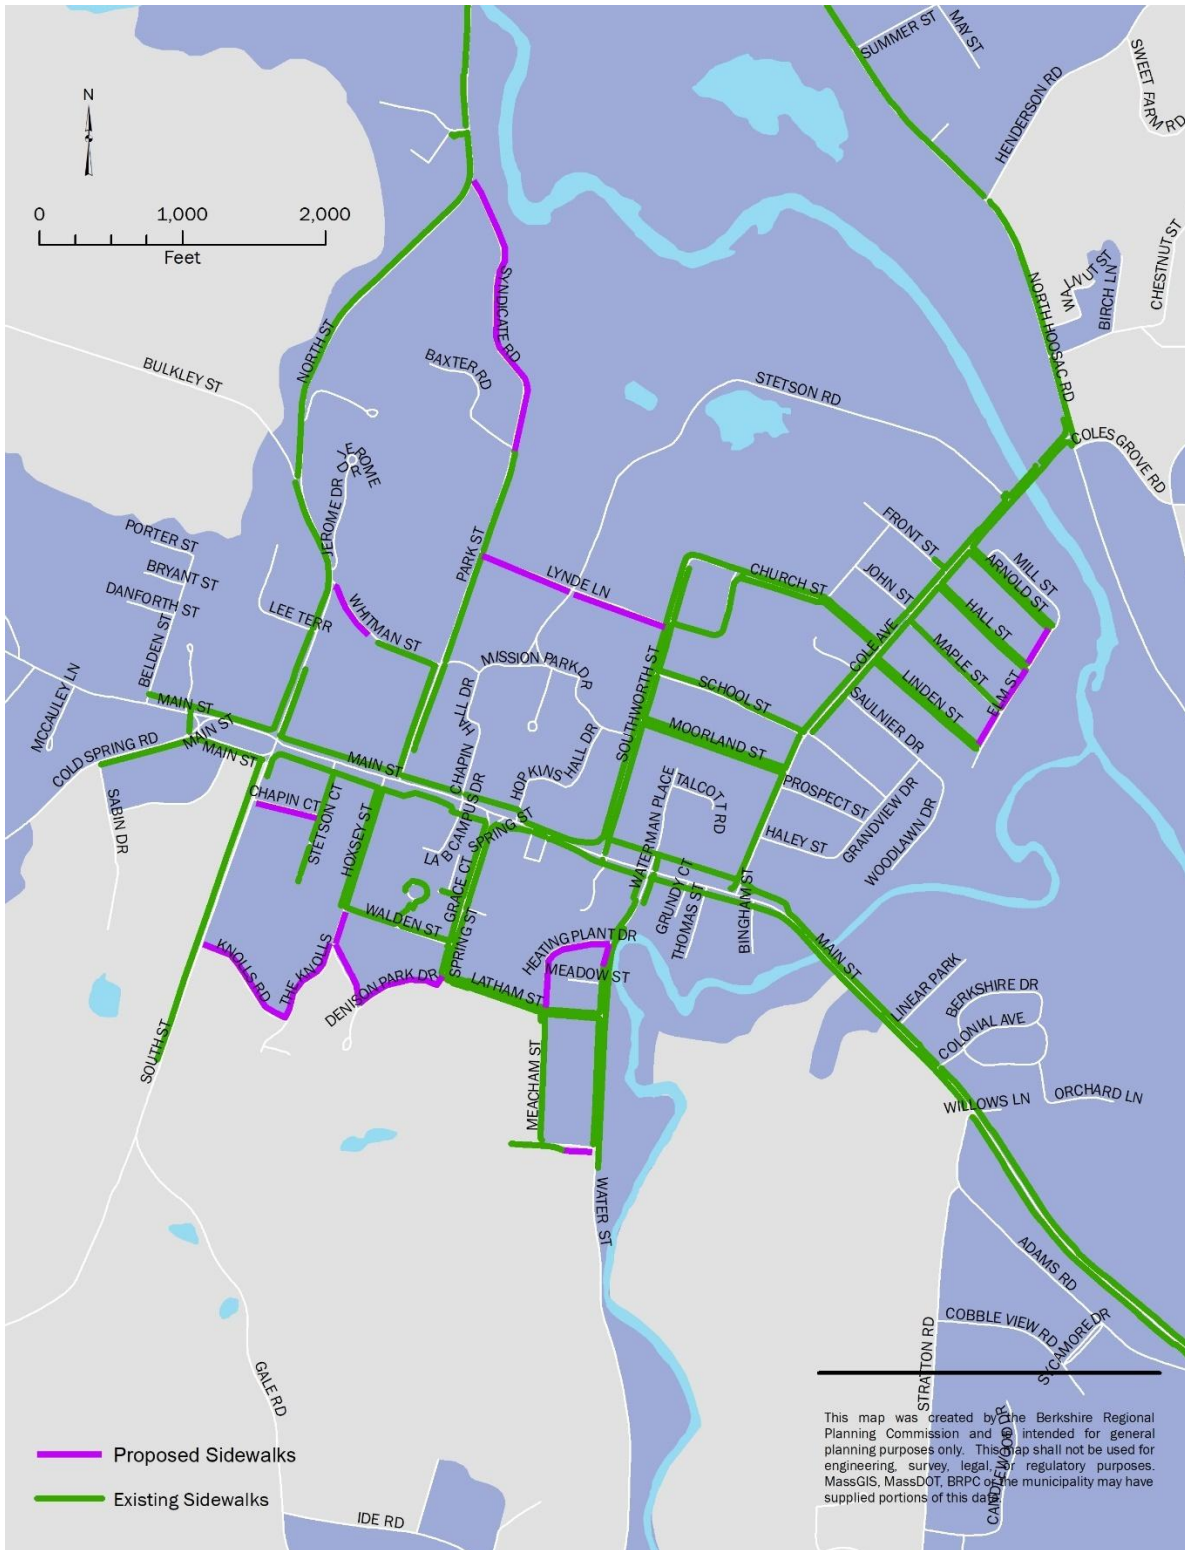 SUMMER ST
MAY ST
SWEET FARM RD
HENDERSON RD
N
0 1,000 2,000
Feet
CHESTNUT ST
WALNUT ST
BIRCH LN
NORTH HOOSAC RD
SYNDICATE RD
NORTH ST
BAXTER RD
BULKLEY ST
STETSON RD
COLES GROVE RD
JEROME DR
JEROME DR
PORTER ST
BRYANT ST
DANFORTH ST
BELDEN ST
LEE TERR
WHITMAN ST
PARK ST
LYNDE LN
CHURCH ST
FRONT ST
JOHN ST
MILL ST
ARNOLD ST
HALL ST
MAPLE ST
COLE AVE
LINDEN ST
ELM ST
SAULNIER DR
MISSION PARK DR
SCHOOL ST
SOUTHWORTH ST
MOORLAND ST
MCCAULEY LN
MAIN ST
MAIN ST
COLD SPRING RD
MAIN ST
MAIN ST
CHAPIN HALL DR
HOPKINS HALL DR
TALCOTT RD
PROSPECT ST
GRANDVIEW DR
WOODLAWN DR
HALEY ST
SABIN DR
CHAPIN CT
STETSON CT
HOXSEY ST
LAB CAMPUS DR
SPRING ST
GRACE CT
WATERMAN PLACE
GRUNDY CT
THOMAS ST
BINGHAM ST
WALDEN ST
SPRING ST
HEATING PLANT DR
MEADOW ST
MAIN ST
KNOLLS RD
THE KNOLLS
DENISON PARK DR
LATHAM ST
LINEAR PARK
BERKSHIRE DR
COLONIAL AVE
SOUTH ST
MEACHAM ST
WILLOWS LN
ORCHARD LN
WATER ST
ADAMS RD
COBBLE VIEW RD
SYCAMORE DR
STRATTON RD
GALE RD
CANDLEWOOD DR
This map was created by the Berkshire Regional
Planning Commission and is intended for general
planning purposes only. This map shall not be used for
engineering, survey, legal, or regulatory purposes.
MassGIS, MassDOT, BRPC or the municipality may have
supplied portions of this data.
Proposed Sidewalks
Existing Sidewalks
IDE RD